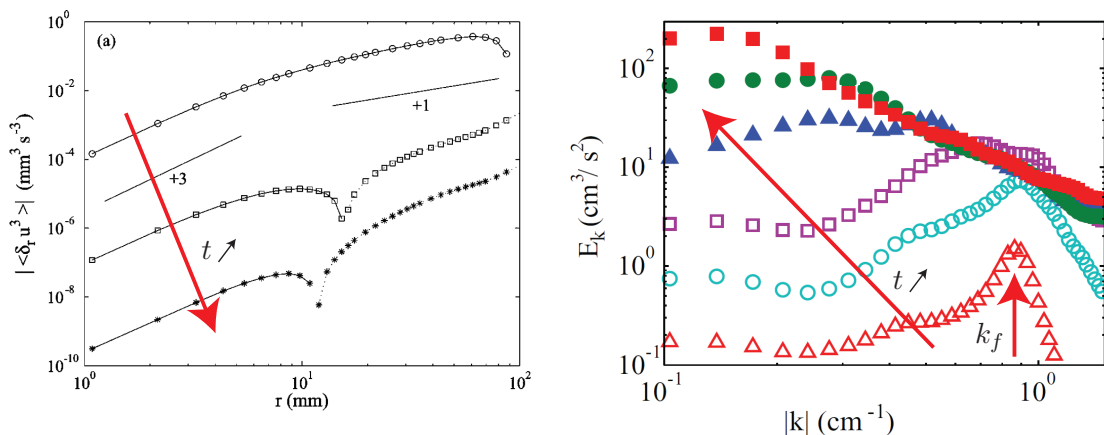 (a)
10^0
10^-2
10^-4
10^-6
10^-8
10^-10
| <δ_r u^3 >| (mm^3 s^-3)
+1
+3
t ↗
10^0
10^1
10^2
r (mm)
10^2
10^1
10^0
10^-1
E_k (cm^3/ s^2)
t ↗
k_f
10^-1
10^0
|k| (cm^-1)